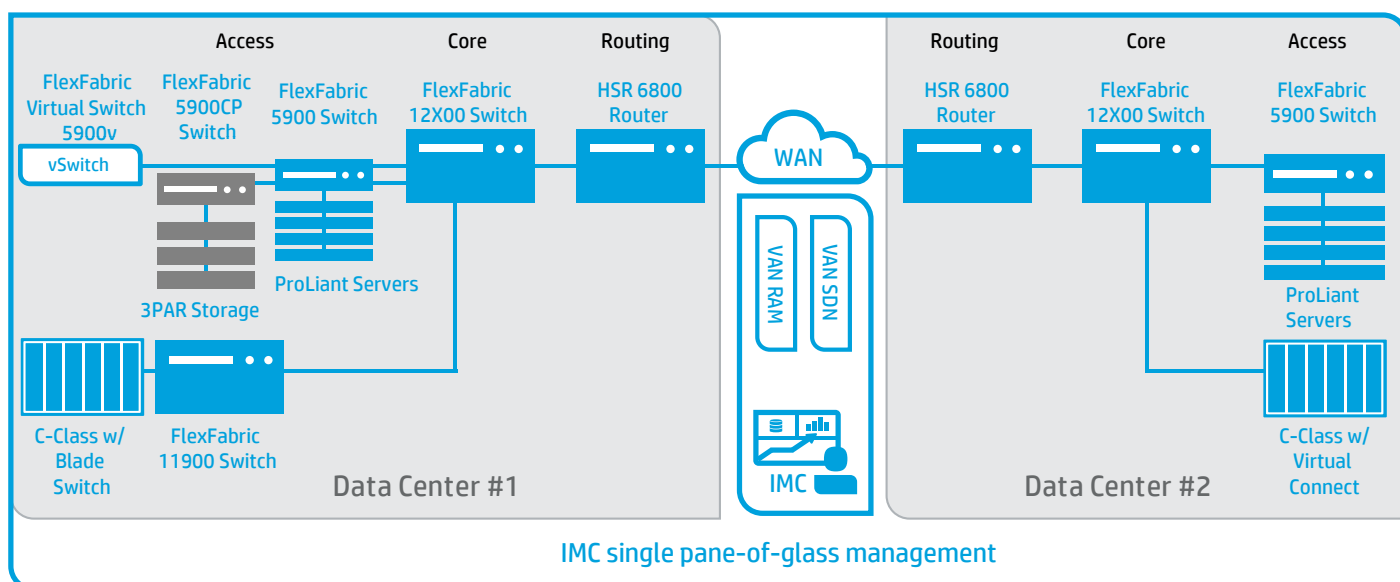 Access
Core
Routing
Routing
Core
Access
FlexFabric
Virtual Switch
5900v
FlexFabric
5900CP
Switch
FlexFabric
5900 Switch
FlexFabric
12X00 Switch
HSR 6800
Router
HSR 6800
Router
FlexFabric
12X00 Switch
FlexFabric
5900 Switch
vSwitch
WAN
VAN RAM
VAN SDN
ProLiant Servers
3PAR Storage
ProLiant
Servers
C-Class w/
Blade
Switch
FlexFabric
11900 Switch
IMC
C-Class w/
Virtual
Connect
Data Center #1
Data Center #2
IMC single pane-of-glass management